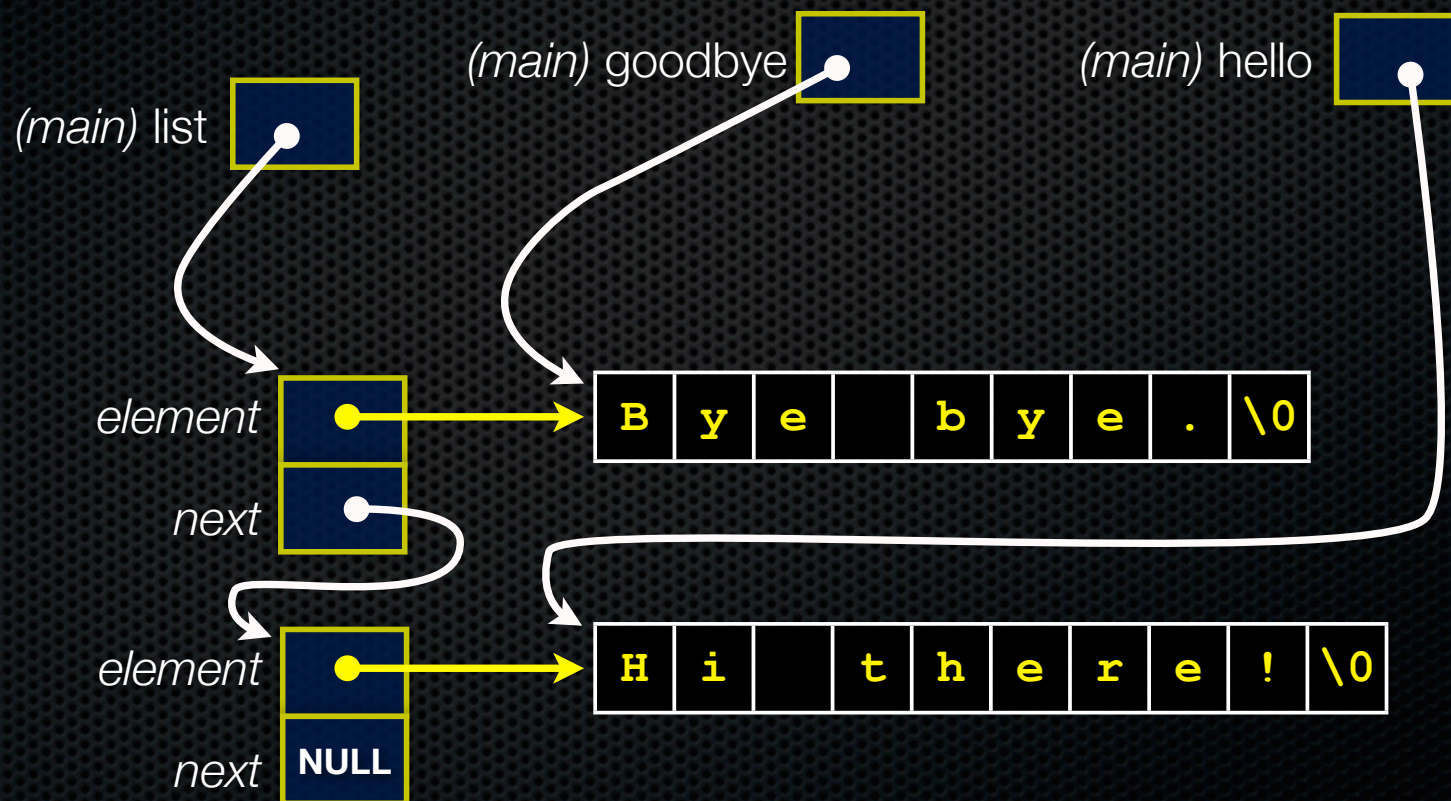 (main) goodbye
(main) hello
(main) list
element
B y e b y e . \0
next
element
H i t h e r e ! \0
next
NULL